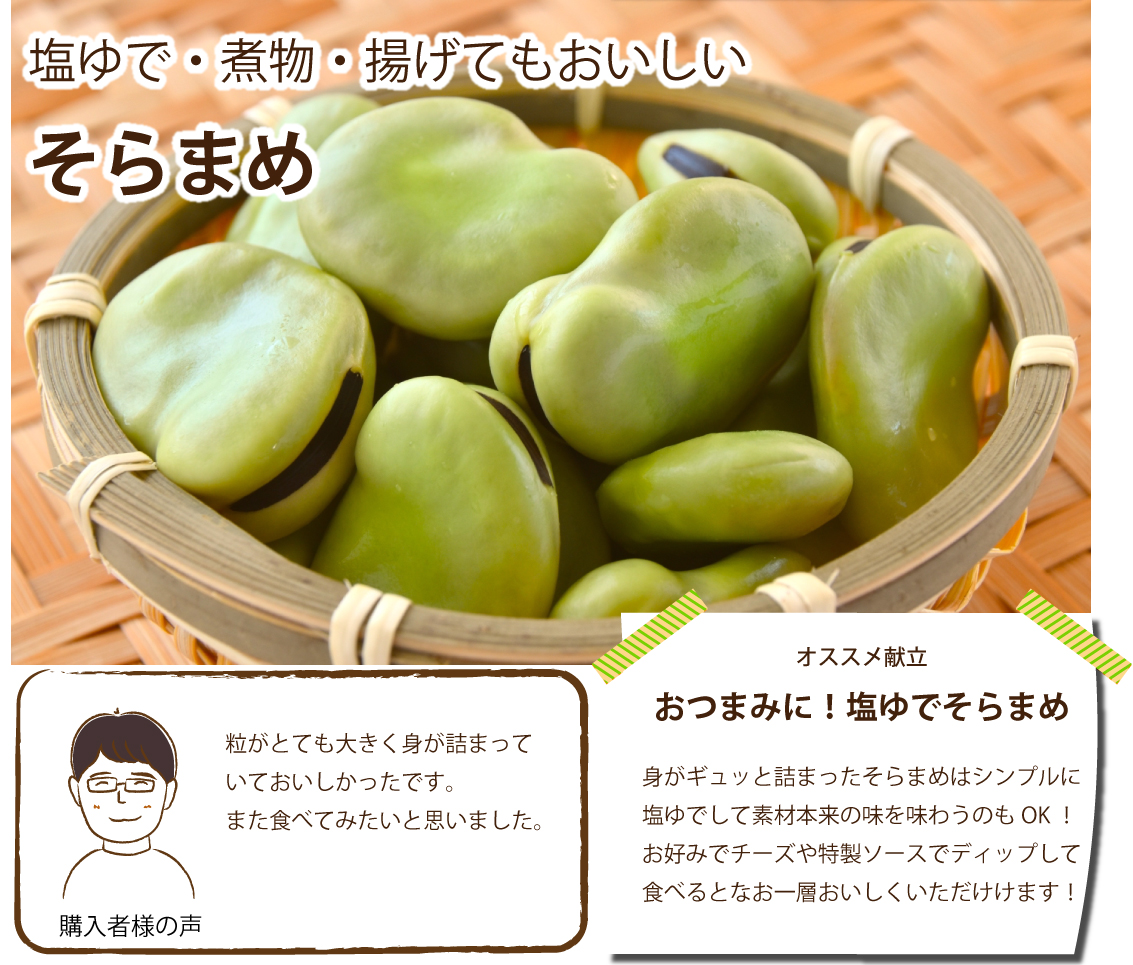 塩ゆで・煮物・揚げてもおいしい
そらまめ
粒がとても大きく身が詰まって
いておいしかったです。
また食べてみたいと思いました。
購入者様の声
オススメ献立
おつまみに！塩ゆでそらまめ
身がギュッと詰まったそらまめはシンプルに
塩ゆでして素材本来の味を味わうのも OK！
お好みでチーズや特製ソースでディップして
食べるとなお一層おいしくいただけけます！